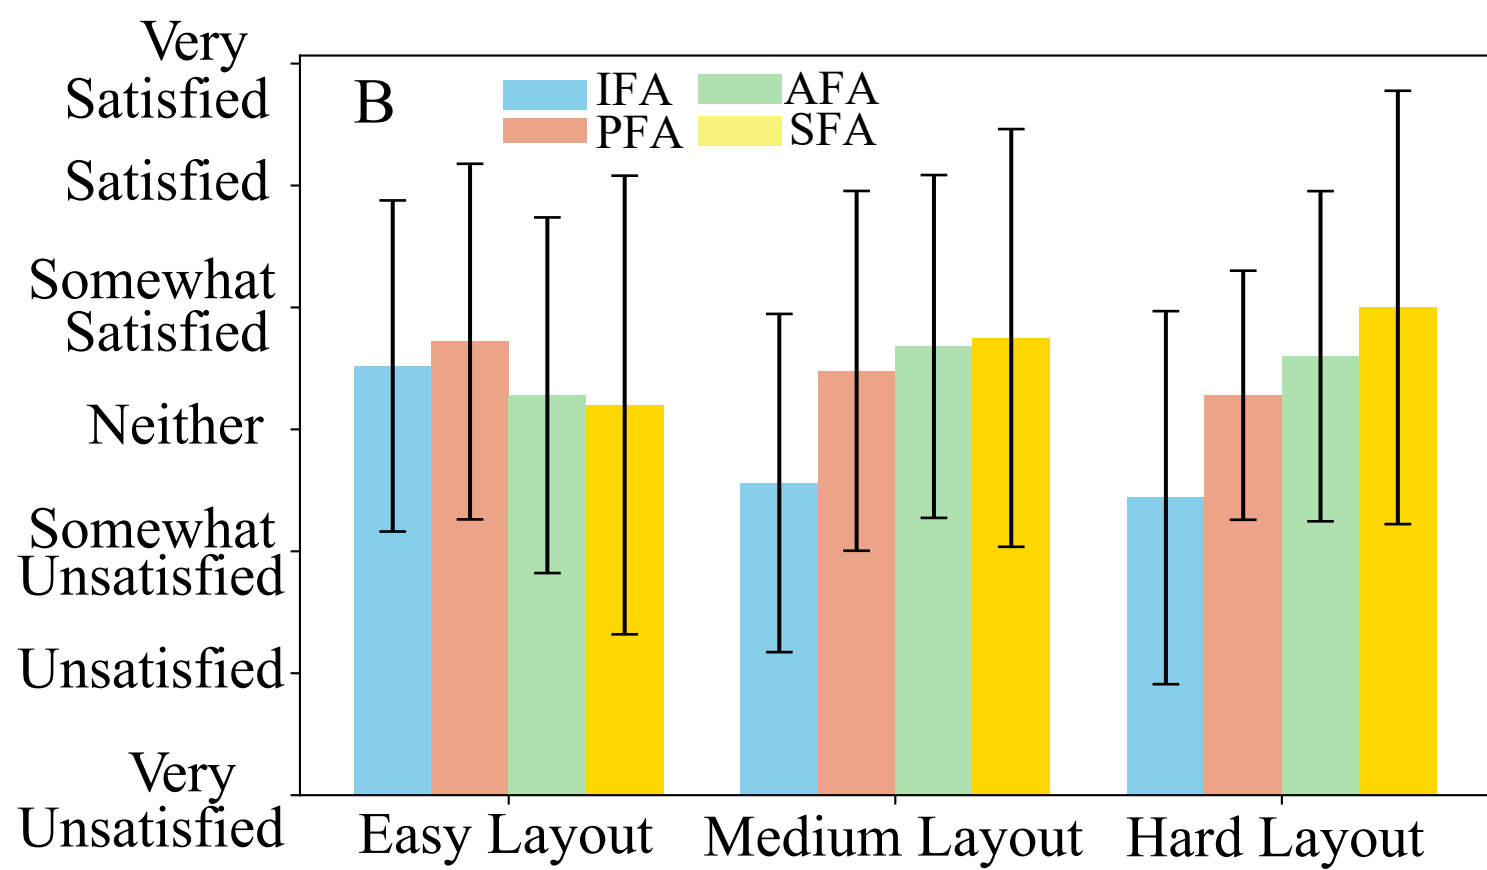 Very
Satisfied
Satisfied
Somewhat
Satisfied
Neither
Somewhat
Unsatisfied
Unsatisfied
Very
Unsatisfied
B
IFA AFA
PFA SFA
Easy Layout Medium Layout Hard Layout